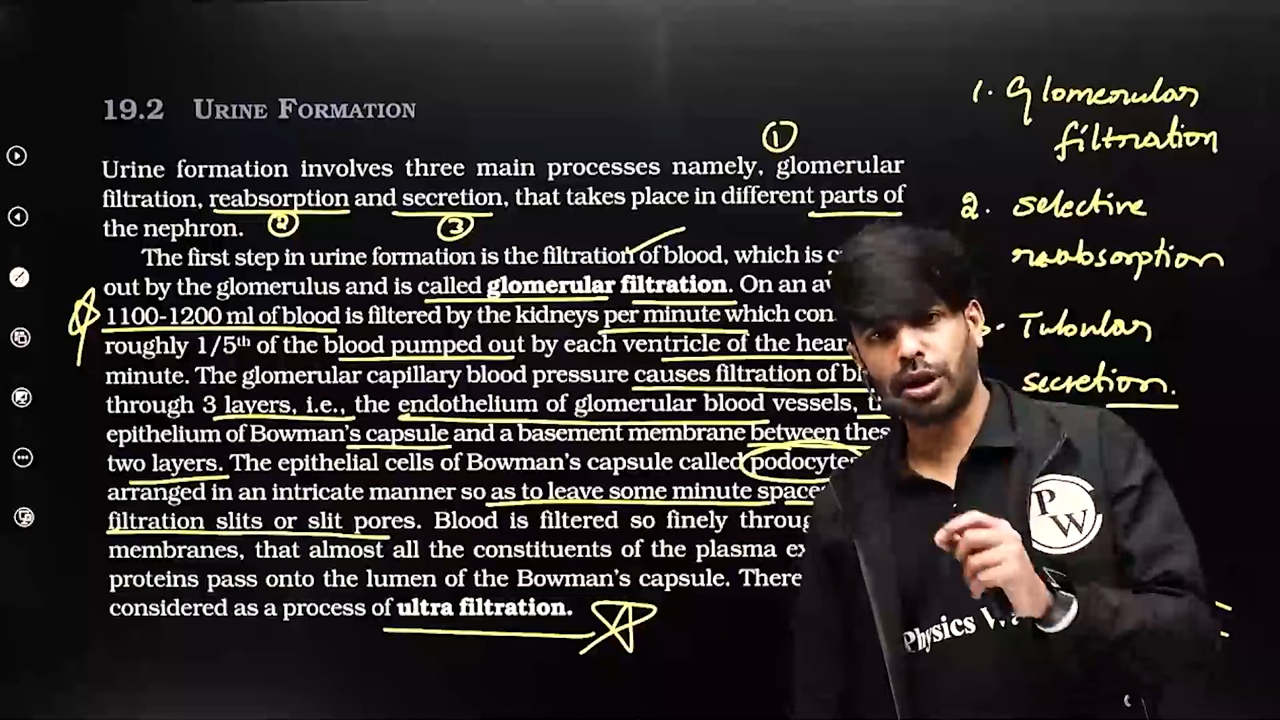 19.2 URINE FORMATION
①
Urine formation involves three main processes namely, glomerular
filtration, reabsorption and secretion, that takes place in different parts of
the nephron. ② ③
The first step in urine formation is the filtration of blood, which is
out by the glomerulus and is called glomerular filtration. On an
1100-1200 ml of blood is filtered by the kidneys per minute which
roughly 1/5th of the blood pumped out by each ventricle of the
minute. The glomerular capillary blood pressure causes filtration of
through 3 layers, i.e., the endothelium of glomerular blood vessels,
epithelium of Bowman's capsule and a basement membrane between
two layers. The epithelial cells of Bowman's capsule called
arranged in an intricate manner so as to leave some minute
filtration slits or slit pores. Blood is filtered so finely
membranes, that almost all the constituents of the plasma
proteins pass onto the lumen of the Bowman's capsule.
considered as a process of ultra filtration.
1. Glomerular
filtration
2. selective
reabsorption
Tubular
secretion.
PW
Physics